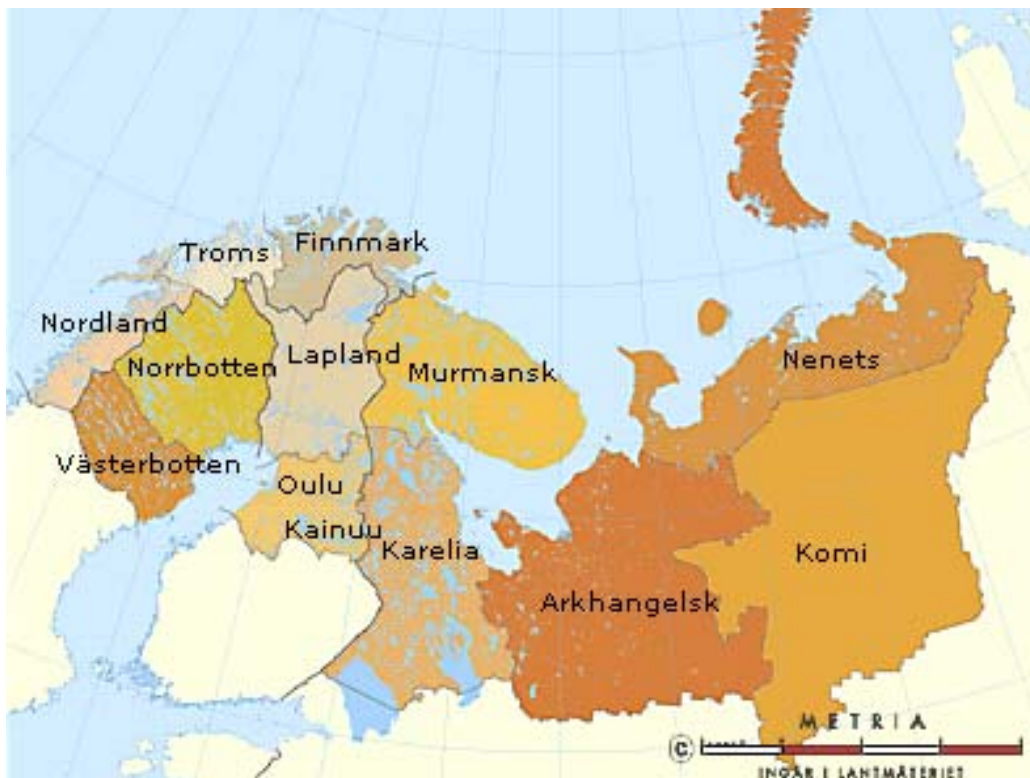 Troms
Finnmark
Nordland
Norrbotten
Lapland
Murmansk
Nenets
Västerbotten
Oulu
Kainuu
Karelia
Komi
Arkhangelsk
METRIA
©
INGÅR I LANTMÄTERIET